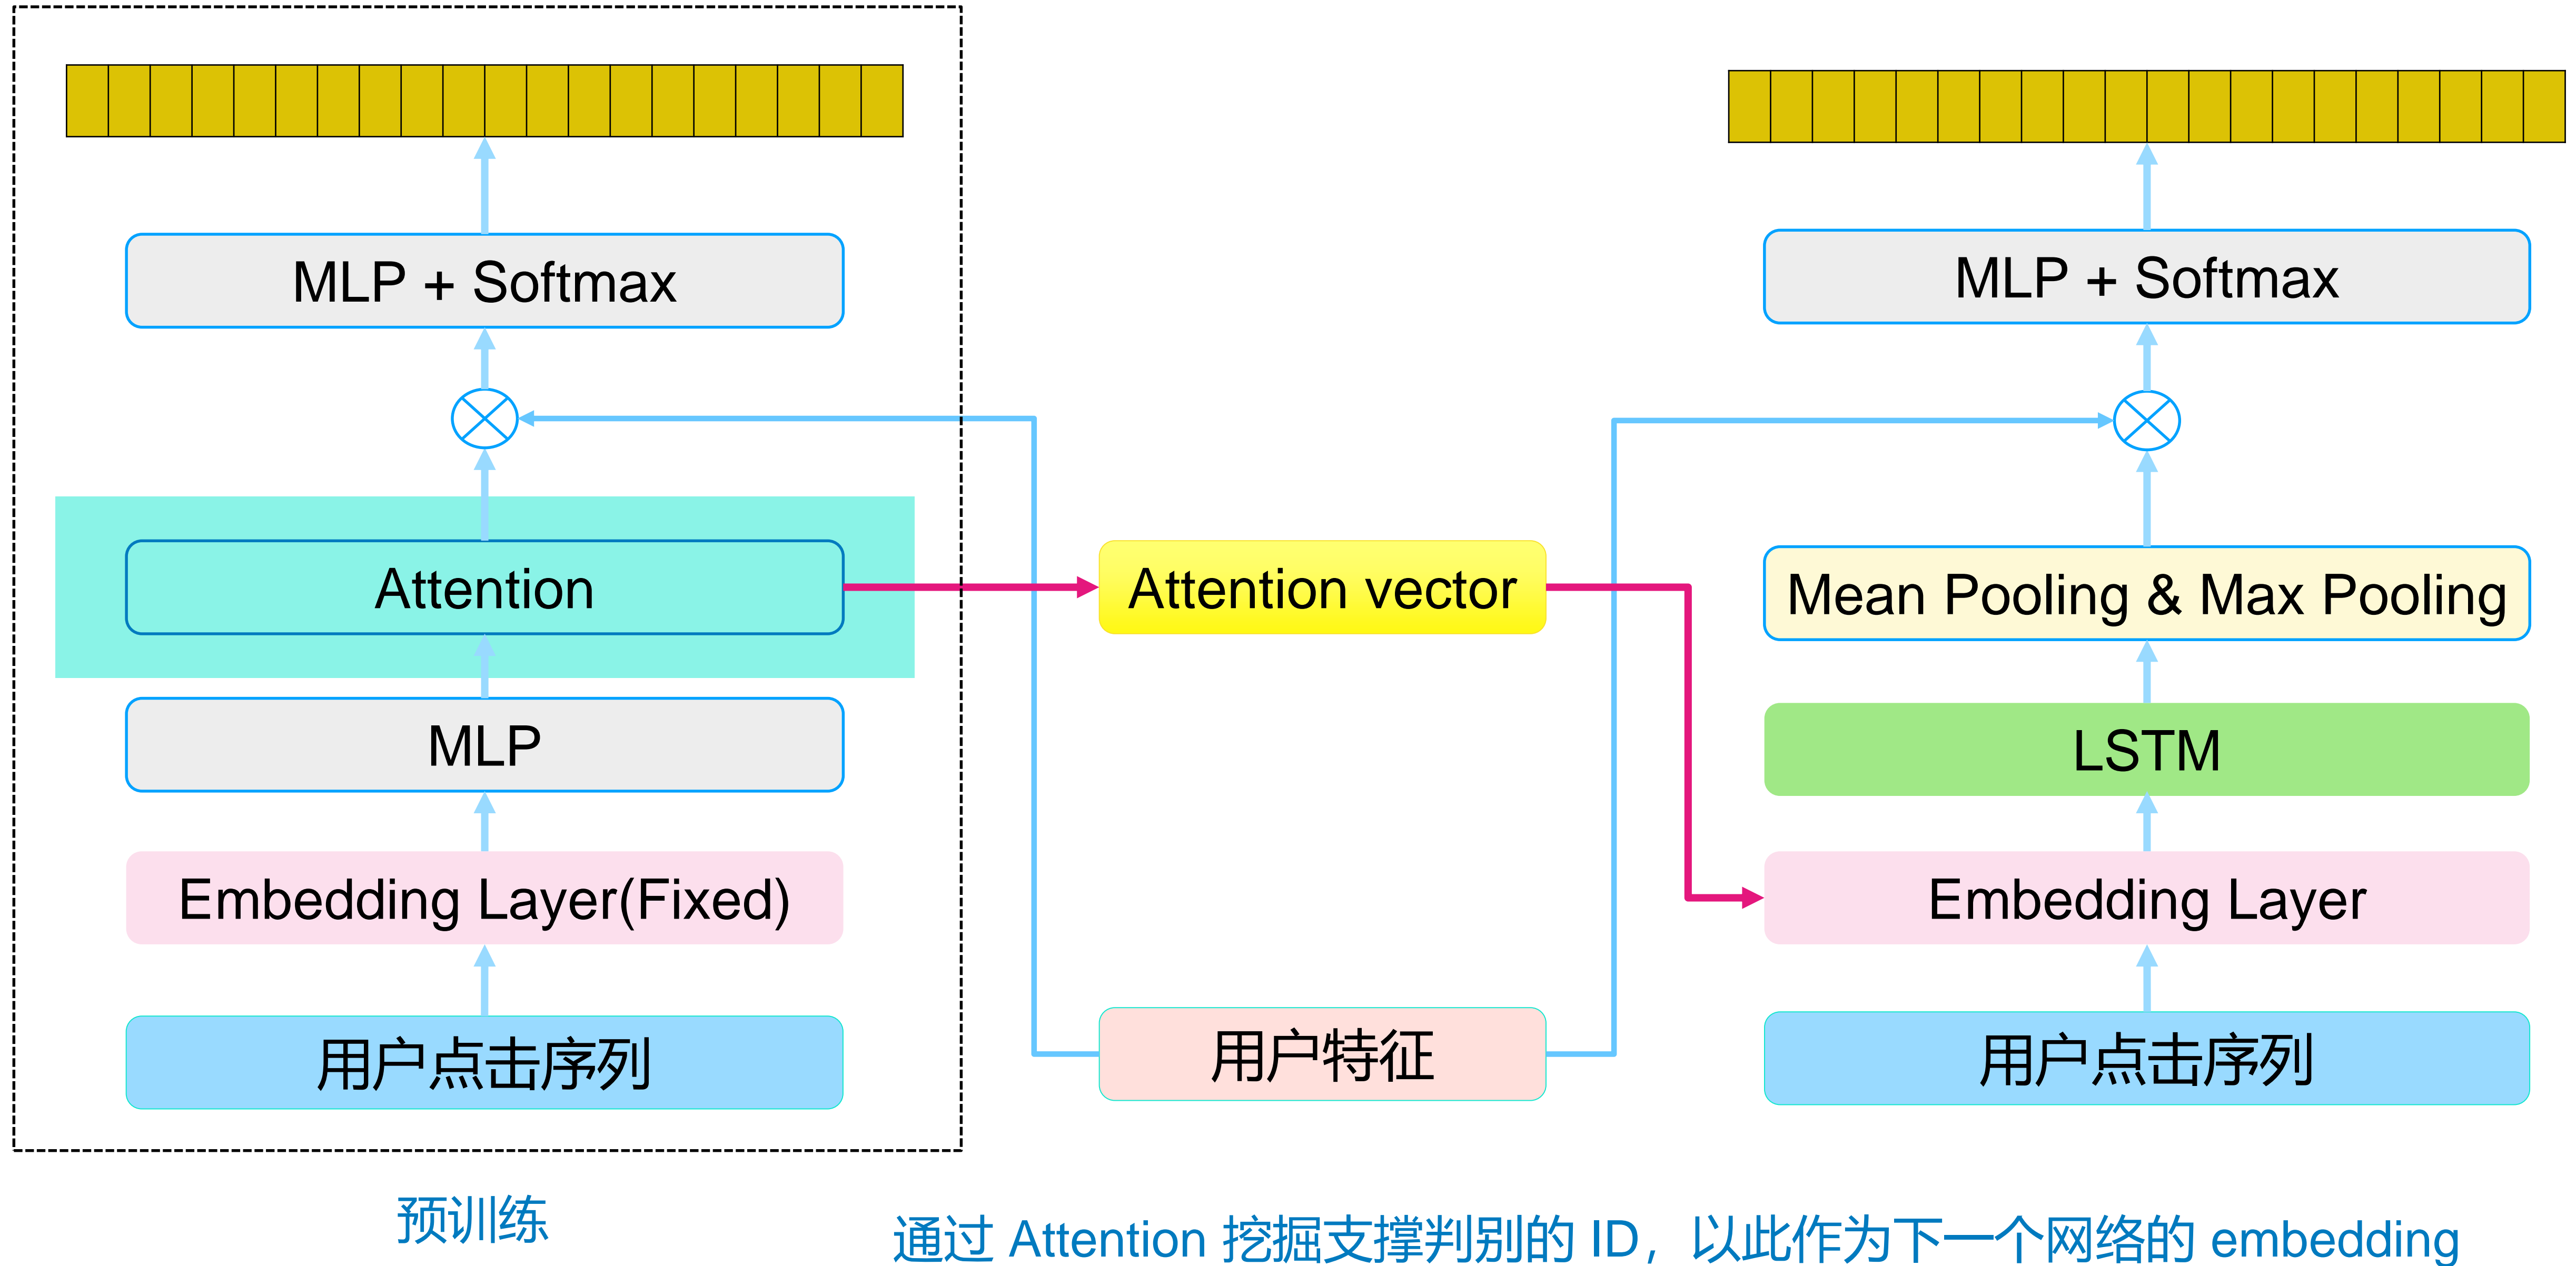 MLP + Softmax
Attention
MLP
Embedding Layer(Fixed)
用户点击序列
预训练
Attention vector
用户特征
MLP + Softmax
Mean Pooling & Max Pooling
LSTM
Embedding Layer
用户点击序列
通过 Attention 挖掘支撑判别的 ID，以此作为下一个网络的 embedding